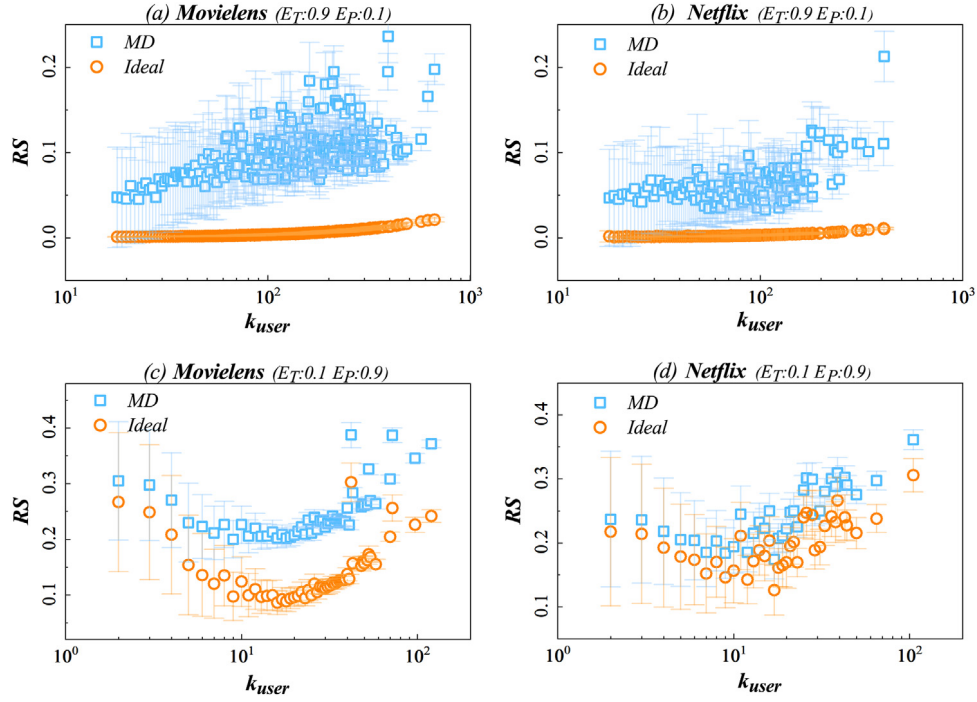 (a) Movielens (ET:0.9 EP:0.1)
MD
Ideal
RS
0.2
0.1
0.0
10^1 10^2 10^3
kuser
(b) Netflix (ET:0.9 EP:0.1)
MD
Ideal
RS
0.2
0.1
0.0
10^1 10^2 10^3
kuser
(c) Movielens (ET:0.1 EP:0.9)
MD
Ideal
RS
0.4
0.3
0.2
0.1
10^0 10^1 10^2
kuser
(d) Netflix (ET:0.1 EP:0.9)
MD
Ideal
RS
0.4
0.3
0.2
0.1
10^0 10^1 10^2
kuser